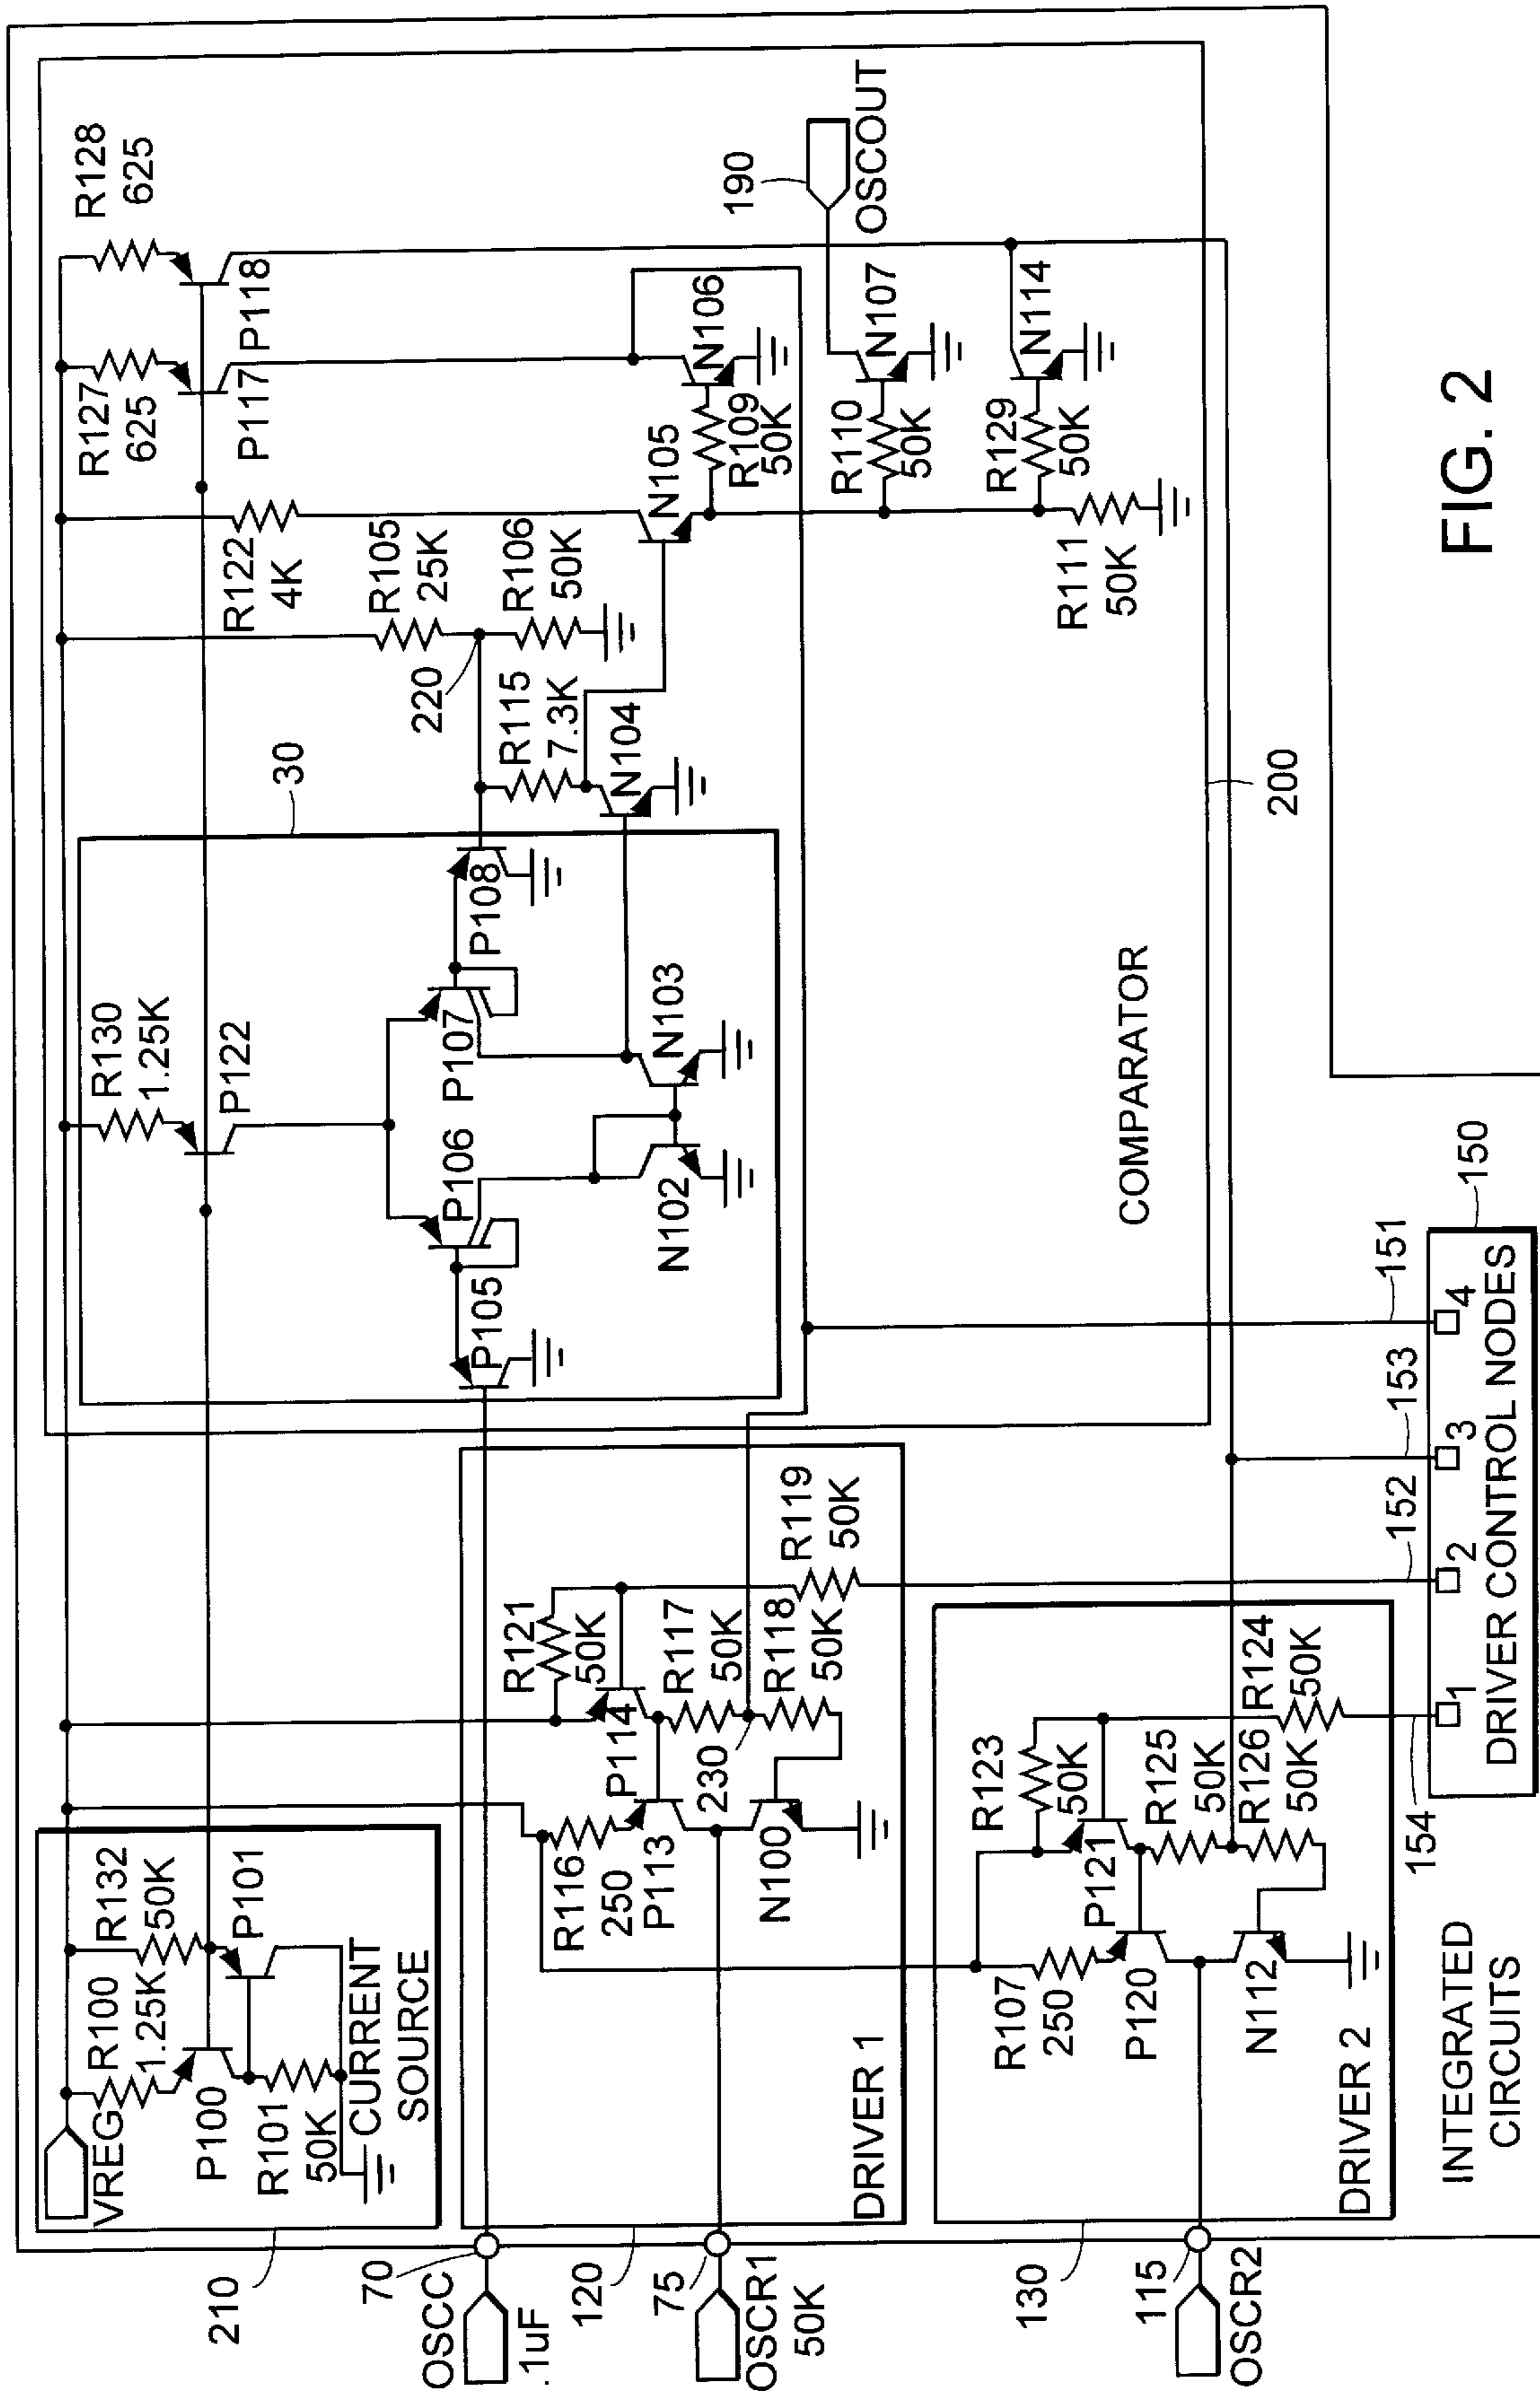 VREG
R100
1.25K
R132
50K
P100
P101
R101
50K
CURRENT
SOURCE
210
OSCC
.1uF
70
120
75
OSCR1
50K
R121
50K
P114
R116
250
P113
R117
50K
230
R118
50K
R119
50K
N100
DRIVER 1
130
115
OSCR2
R123
50K
P121
R107
250
P120
R125
50K
R124
50K
R126
50K
N112
DRIVER 2
INTEGRATED
CIRCUITS
154
152
153
151
150
1
2
3
4
DRIVER CONTROL NODES
R130
1.25K
P122
30
P105
P106
P107
P108
N102
N103
COMPARATOR
200
R122
4K
R105
25K
220
R106
50K
R115
7.3K
N104
N105
R127
625
P117
R128
625
P118
R109
50K
N106
190
OSCOUT
R110
50K
N107
R129
50K
N114
R111
50K
FIG. 2